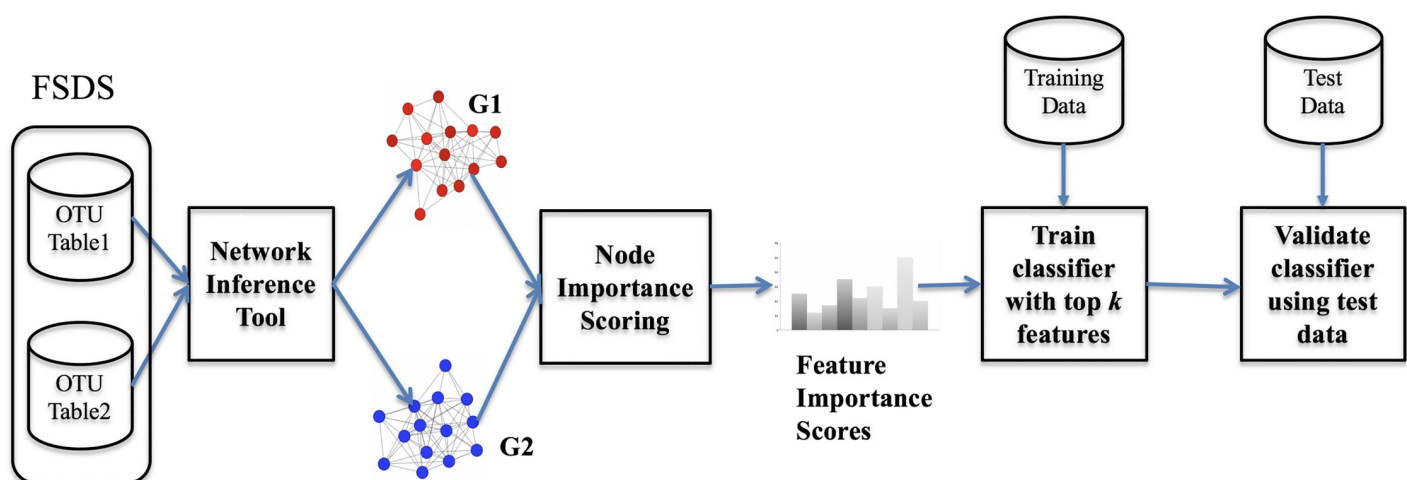 FSDS
OTU
Table1
OTU
Table2
Network
Inference
Tool
G1
G2
Node
Importance
Scoring
Feature
Importance
Scores
Training
Data
Train
classifier
with top k
features
Test
Data
Validate
classifier
using test
data